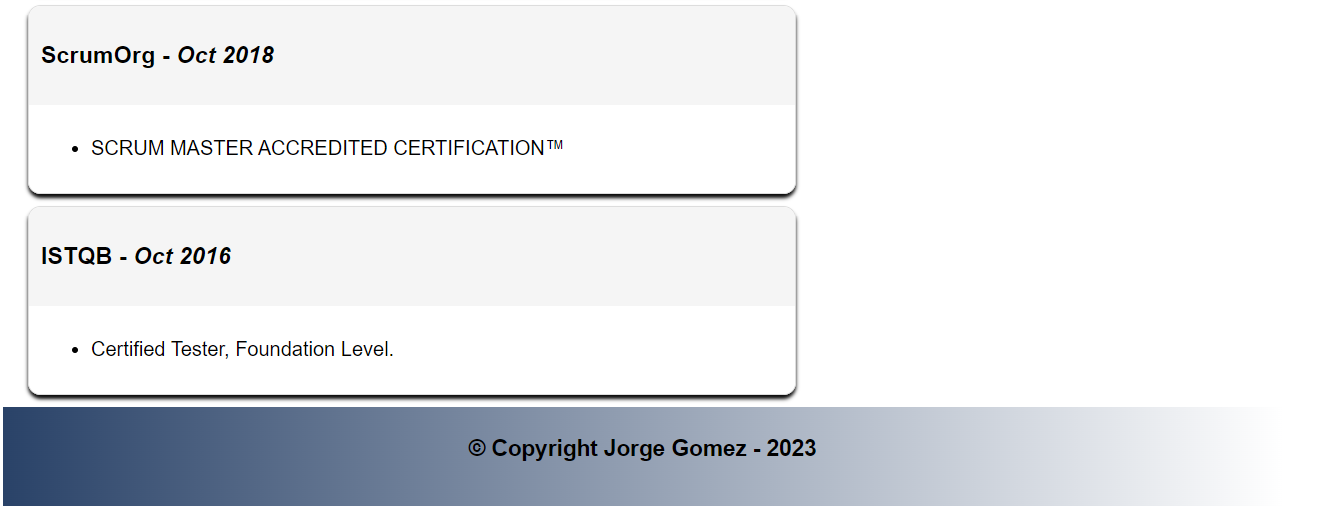 ScrumOrg - Oct 2018
• SCRUM MASTER ACCREDITED CERTIFICATION™
ISTQB - Oct 2016
• Certified Tester, Foundation Level.
© Copyright Jorge Gomez - 2023